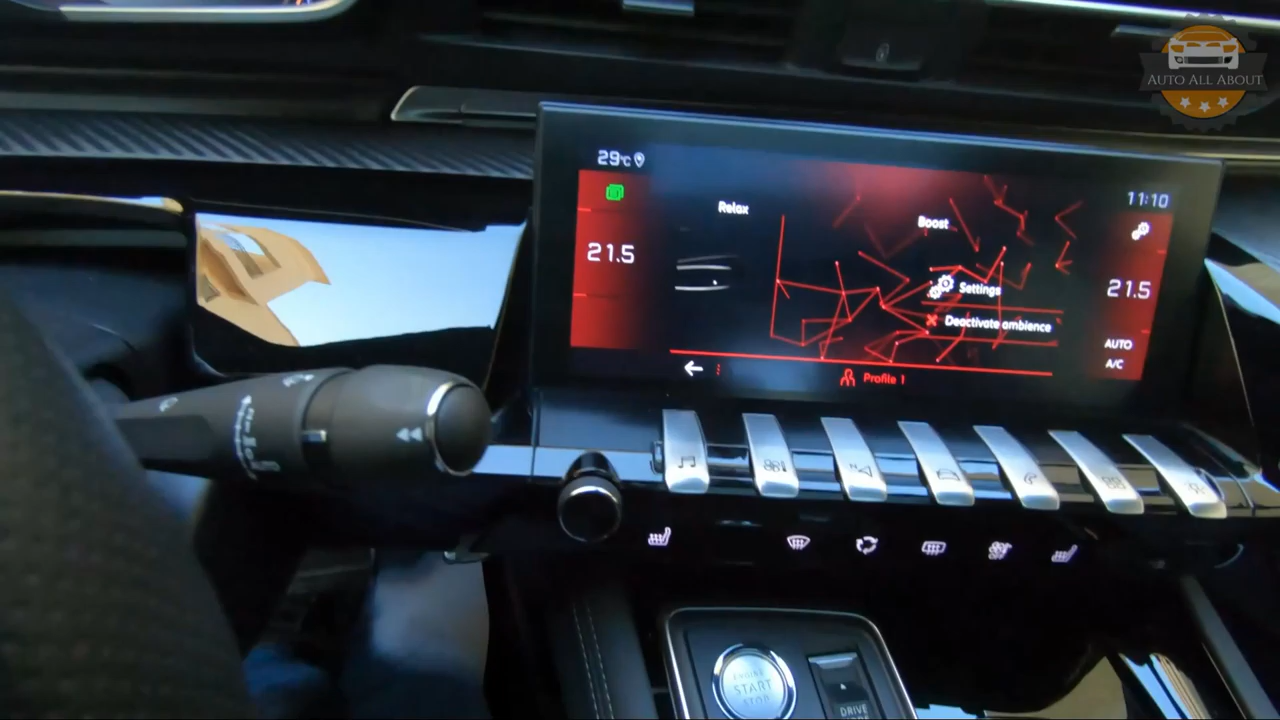 AUTO ALL ABOUT
29°C
11:10
Relax
Boost
21.5
21.5
Settings
Deactivate ambience
AUTO
A/C
Profile 1
ENGINE
START
STOP
DRIVE